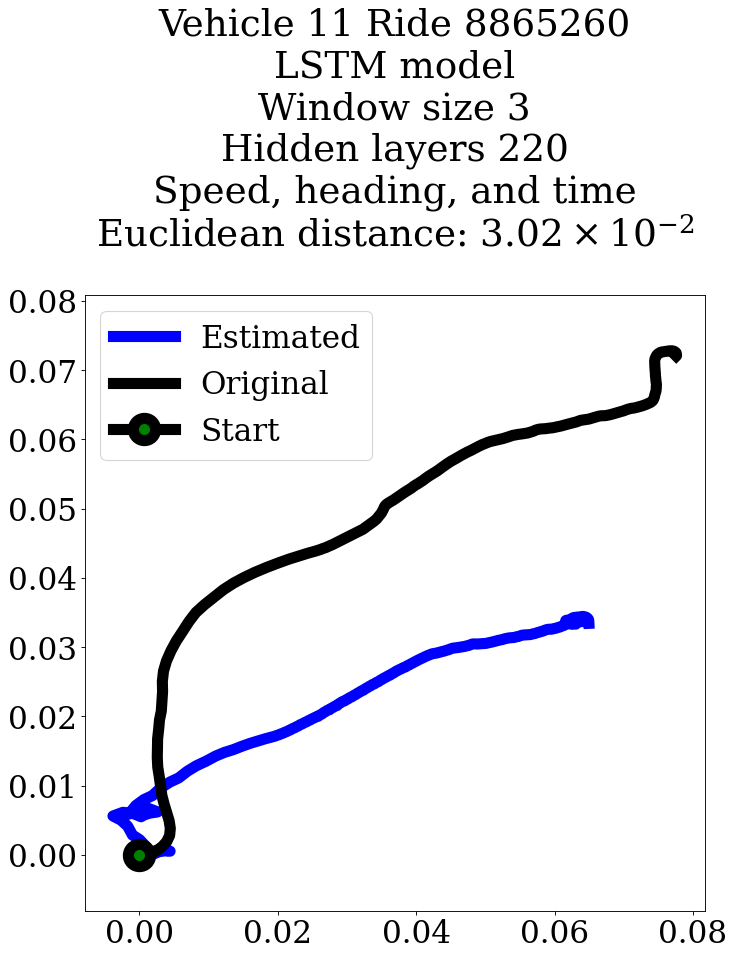 Vehicle 11 Ride 8865260
LSTM model
Window size 3
Hidden layers 220
Speed, heading, and time
Euclidean distance: 3.02 × 10⁻²
0.08
0.07
0.06
0.05
0.04
0.03
0.02
0.01
0.00
Estimated
Original
Start
0.00 0.02 0.04 0.06 0.08